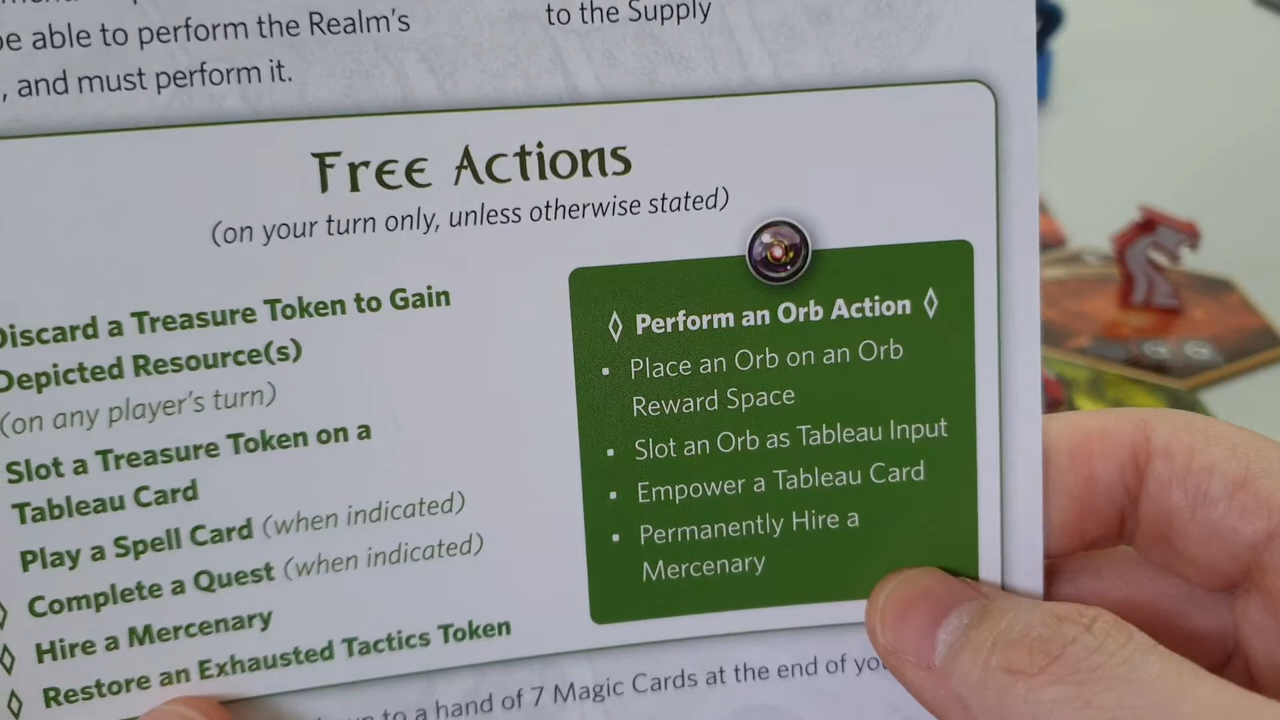 be able to perform the Realm's
, and must perform it.
to the Supply
Free Actions
(on your turn only, unless otherwise stated)
Discard a Treasure Token to Gain
Depicted Resource(s)
(on any player's turn)
Slot a Treasure Token on a
Tableau Card
Play a Spell Card (when indicated)
Complete a Quest (when indicated)
Hire a Mercenary
Restore an Exhausted Tactics Token
Perform an Orb Action
• Place an Orb on an Orb
Reward Space
• Slot an Orb as Tableau Input
• Empower a Tableau Card
• Permanently Hire a
Mercenary
to a hand of 7 Magic Cards at the end of